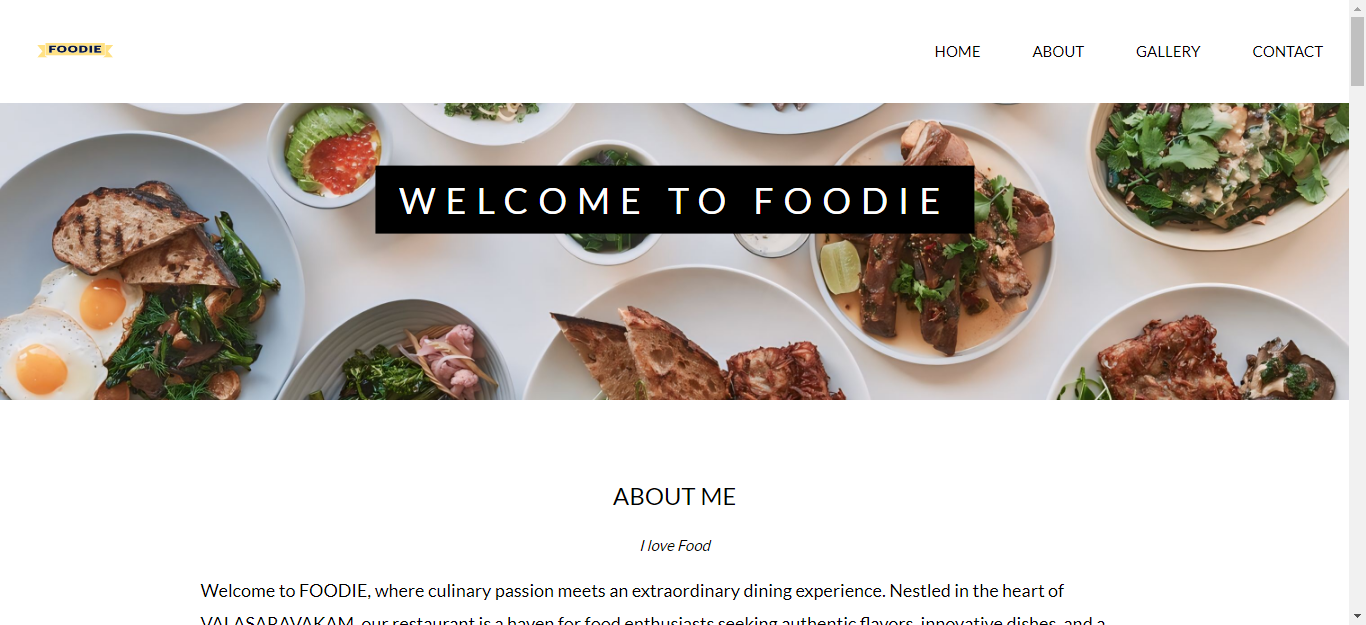 FOODIE
HOME ABOUT GALLERY CONTACT
WELCOME TO FOODIE
ABOUT ME
I love Food
Welcome to FOODIE, where culinary passion meets an extraordinary dining experience. Nestled in the heart of
VALASARAVAKAM, our restaurant is a haven for food enthusiasts seeking authentic flavors, innovative dishes, and a